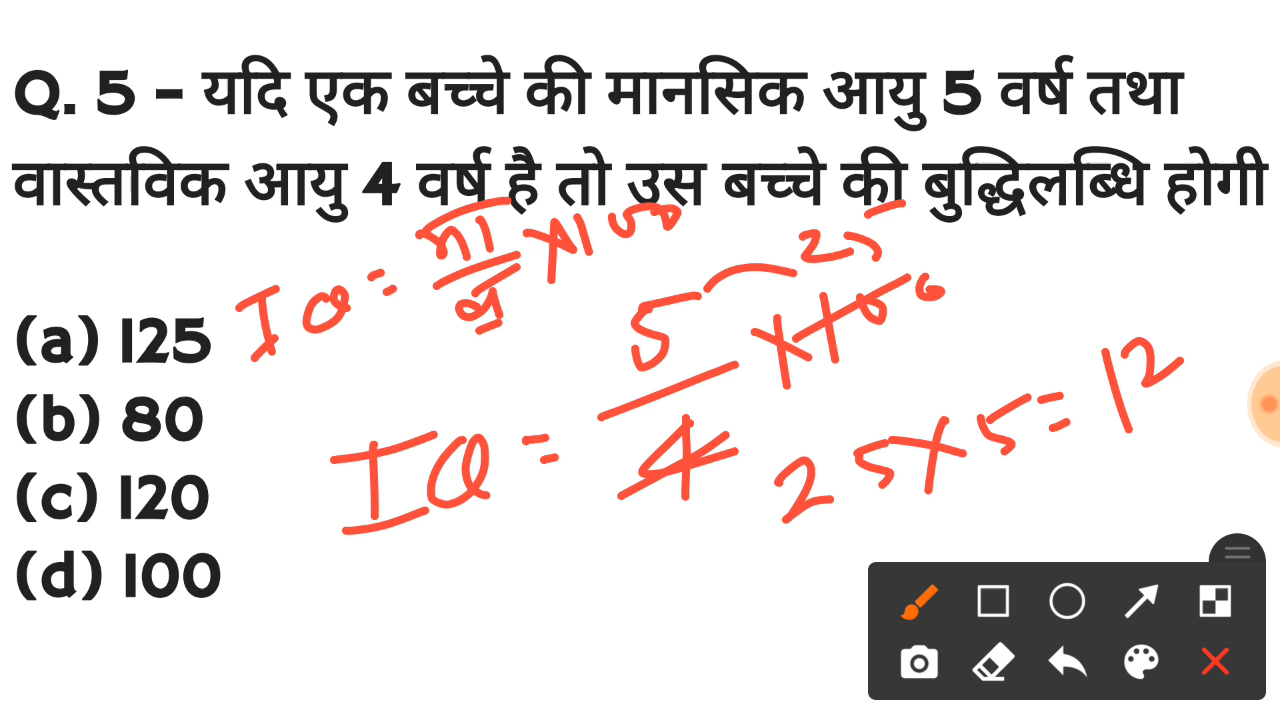 Q. 5 - यदि एक बच्चे की मानसिक आयु 5 वर्ष तथा
वास्तविक आयु 4 वर्ष है तो उस बच्चे की बुद्धिलब्धि होगी
IQ = मा/व × 100
(a) 125
(b) 80
(c) 120
(d) 100
25
IQ = 5/4 × 100
25 × 5 = 12